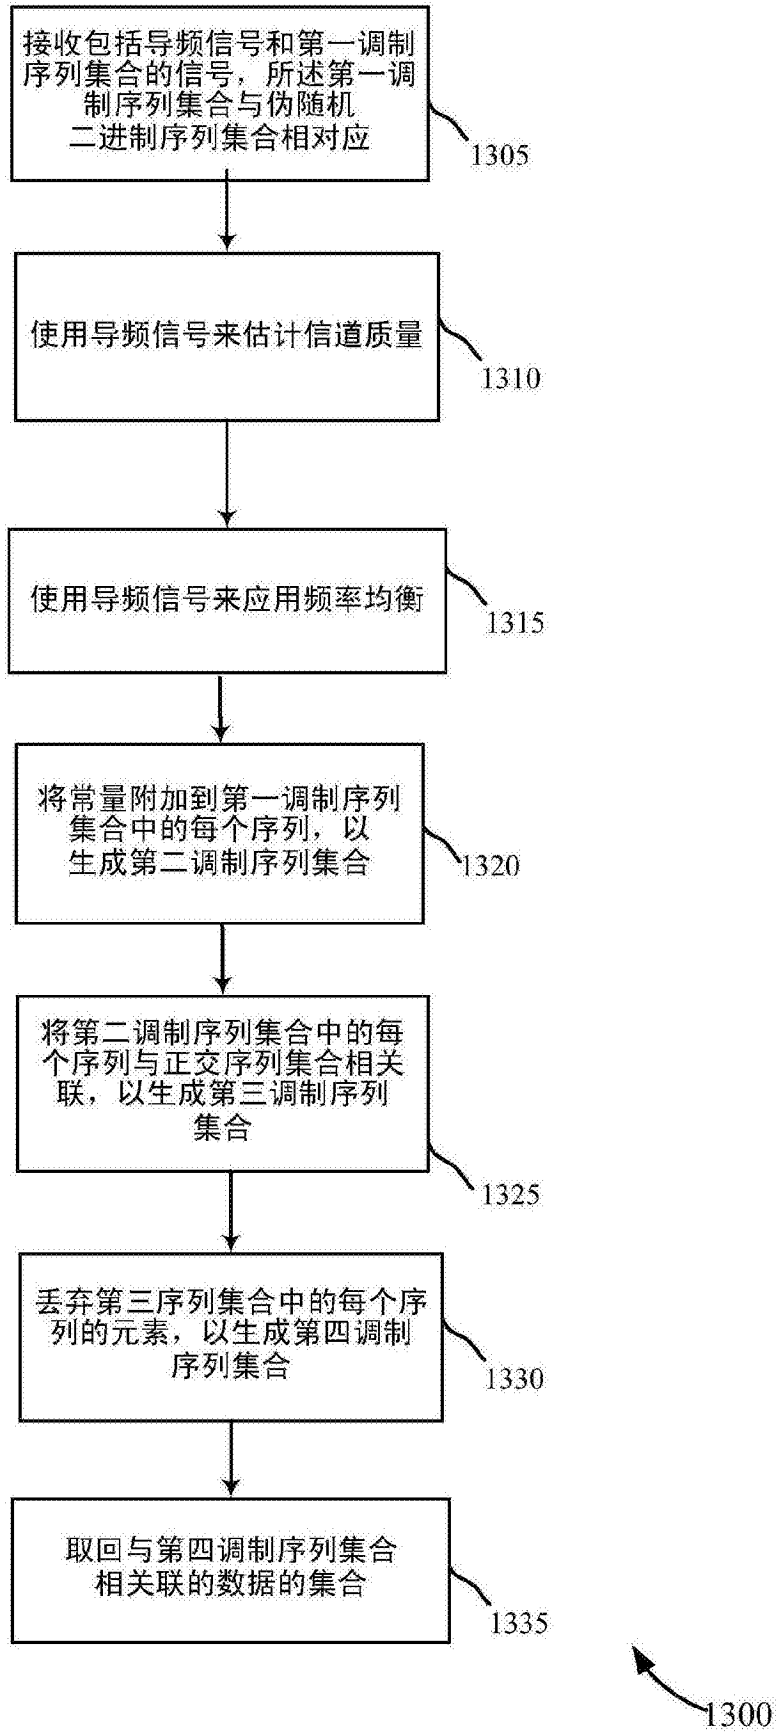 接收包括导频信号和第一调制
序列集合的信号，所述第一调
制序列集合与伪随机
二进制序列集合相对应
1305
使用导频信号来估计信道质量
1310
使用导频信号来应用频率均衡
1315
将常量附加到第一调制序列
集合中的每个序列，以
生成第二调制序列集合
1320
将第二调制序列集合中的每
个序列与正交序列集合相关
联，以生成第三调制序列
集合
1325
丢弃第三序列集合中的每个序
列的元素，以生成第四调制
序列集合
1330
取回与第四调制序列集合
相关联的数据的集合
1335
1300